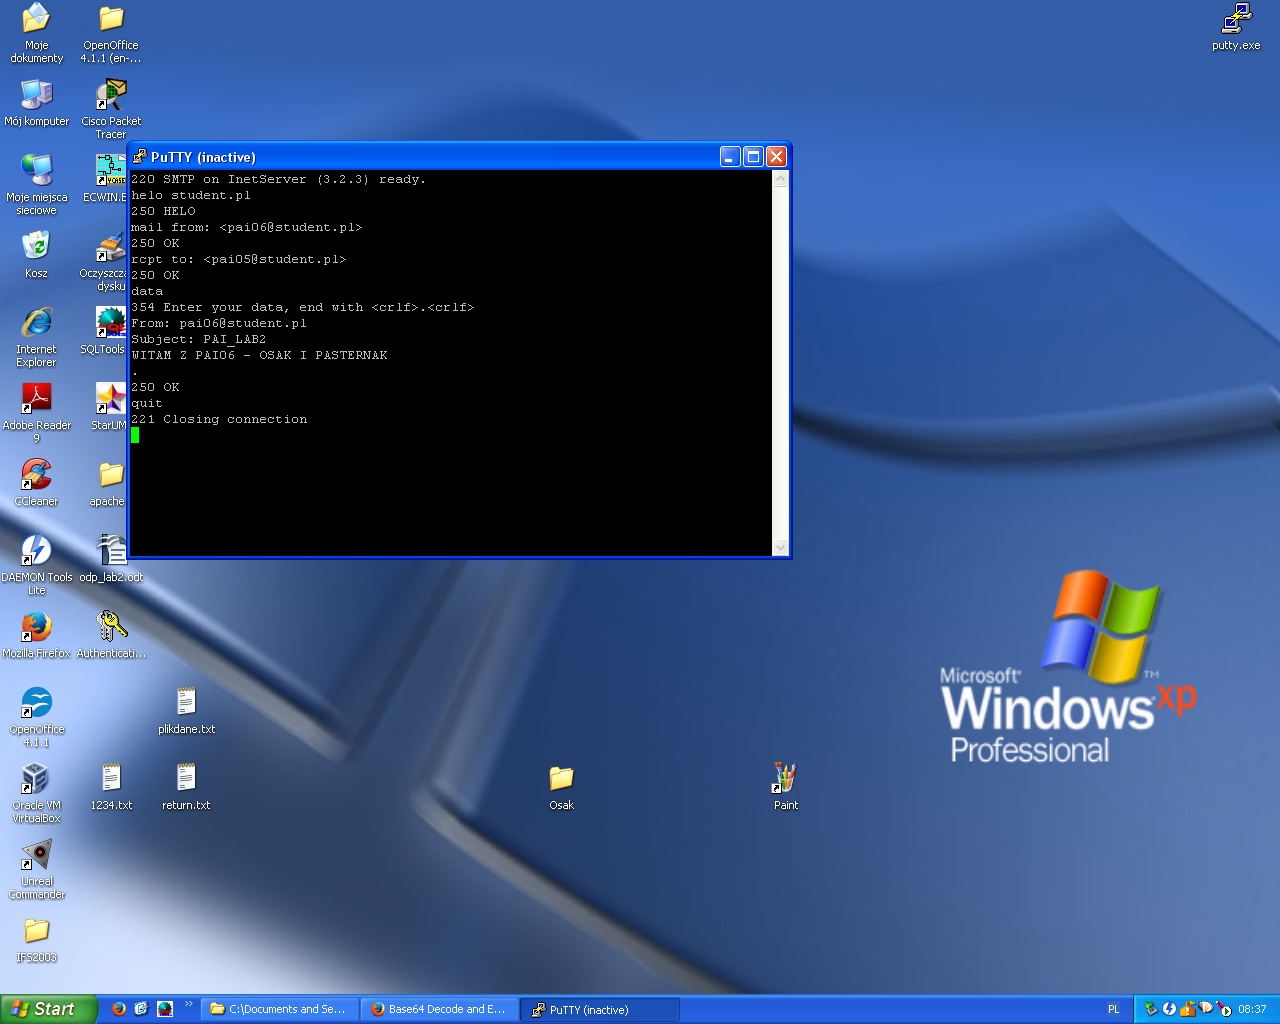 Moje
dokumenty
OpenOffice
4.1.1 (en-...
putty.exe
Mój komputer
Cisco Packet
Tracer
PuTTY (inactive)
220 SMTP on InetServer (3.2.3) ready.
helo student.pl
250 HELO
mail from: <pai06@student.pl>
250 OK
rcpt to: <pai05@student.pl>
250 OK
data
354 Enter your data, end with <crlf>.<crlf>
From: pai06@student.pl
Subject: PAI_LAB2
WITAM Z PAI06 - OSAK I PASTERNAK
.
250 OK
quit
221 Closing connection
Moje miejsca
sieciowe
ECWIN.E
Kosz
Oczyszcza
dysku
Internet
Explorer
SQLTools
Adobe Reader
9
StarUM
CCleaner
apache
DAEMON Tools
Lite
odp_lab2.odt
Mozilla Firefox
Authenticati...
OpenOffice
4.1.1
plikdane.txt
Oracle VM
VirtualBox
1234.txt
return.txt
Osak
Paint
Unreal
Commander
IFS2003
Microsoft®
Windows xp ™
Professional
Start
C:\Documents and Se...
Base64 Decode and E...
PuTTY (inactive)
PL
08:37